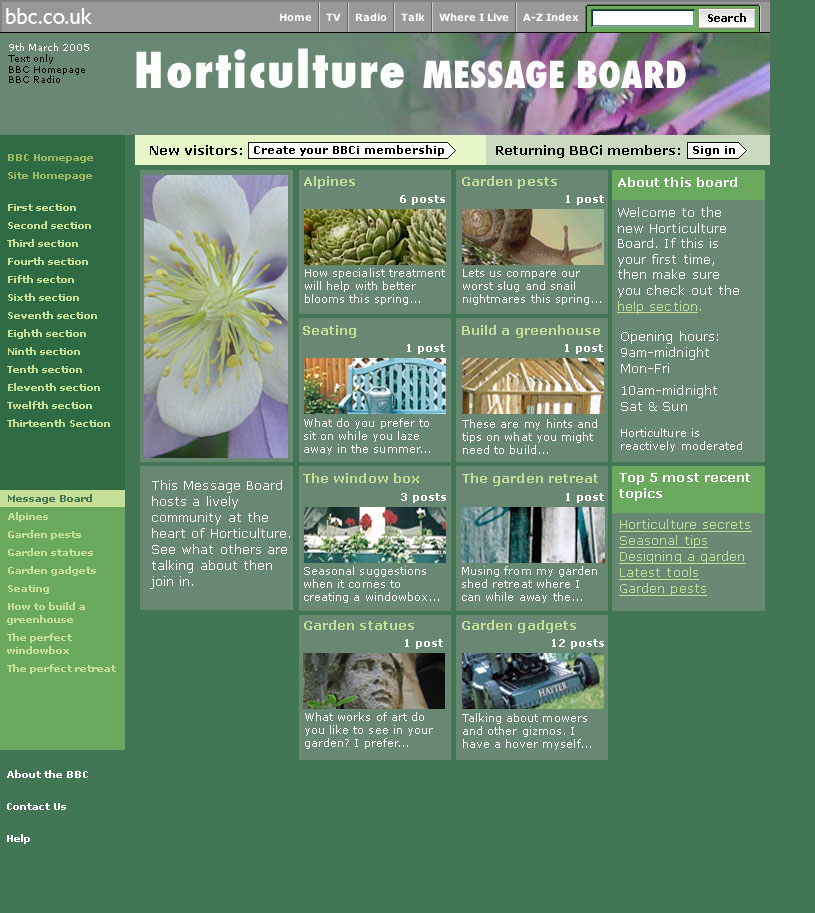 bbc.co.uk
Home TV Radio Talk Where I Live A-Z Index Search
9th March 2005
Text only
BBC Homepage
BBC Radio
Horticulture MESSAGE BOARD
New visitors: Create your BBCi membership
Returning BBCi members: Sign in
BBC Homepage
Site Homepage
First section
Second section
Third section
Fourth section
Fifth secton
Sixth section
Seventh section
Eighth section
Ninth section
Tenth section
Eleventh section
Twelfth section
Thirteenth Section
Message Board
Alpines
Garden pests
Garden statues
Garden gadgets
Seating
How to build a
greenhouse
The perfect
windowbox
The perfect retreat
About the BBC
Contact Us
Help
This Message Board
hosts a lively
community at the
heart of Horticulture.
See what others are
talking about then
join in.
Alpines
6 posts
How specialist treatment
will help with better
blooms this spring...
Garden pests
1 post
Lets us compare our
worst slug and snail
nightmares this spring...
Seating
1 post
What do you prefer to
sit on while you laze
away in the summer...
Build a greenhouse
1 post
These are my hints and
tips on what you might
need to build...
The window box
3 posts
Seasonal suggestions
when it comes to
creating a windowbox...
The garden retreat
1 post
Musing from my garden
shed retreat where I
can while away the...
Garden statues
1 post
What works of art do
you like to see in your
garden? I prefer...
Garden gadgets
12 posts
HAYTER
Talking about mowers
and other gizmos. I
have a hover myself...
About this board
Welcome to the
new Horticulture
Board. If this is
your first time,
then make sure
you check out the
help section.
Opening hours:
9am-midnight
Mon-Fri
10am-midnight
Sat & Sun
Horticulture is
reactively moderated
Top 5 most recent
topics
Horticulture secrets
Seasonal tips
Designing a garden
Latest tools
Garden pests